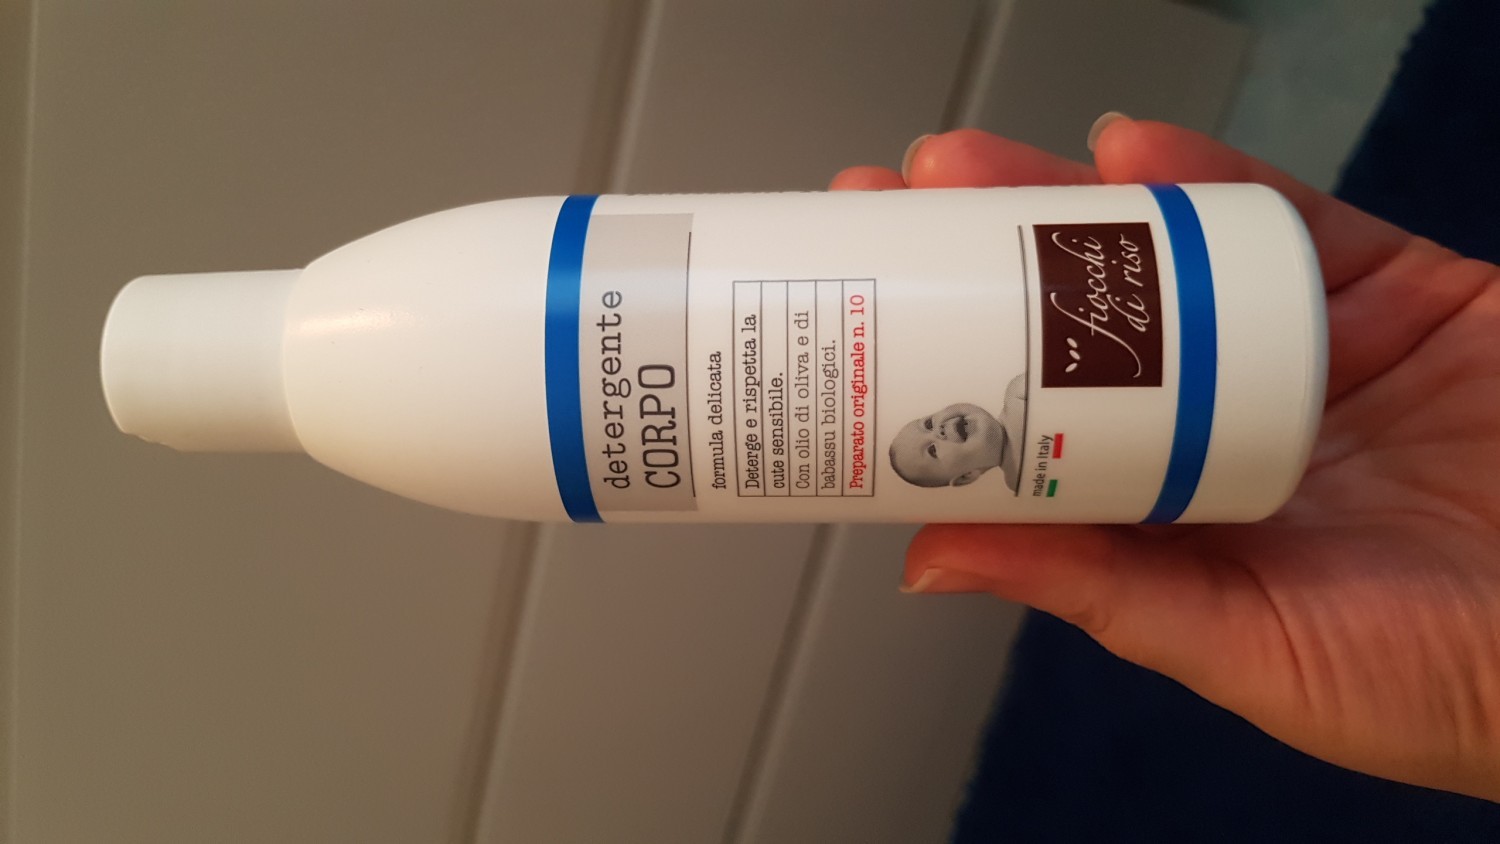 detergente
CORPO
formula delicata
Deterge e rispetta la
cute sensibile.
Con olio di oliva e di
babassu biologici.
Preparato originale n. 10
made in Italy
fiocchi
di riso